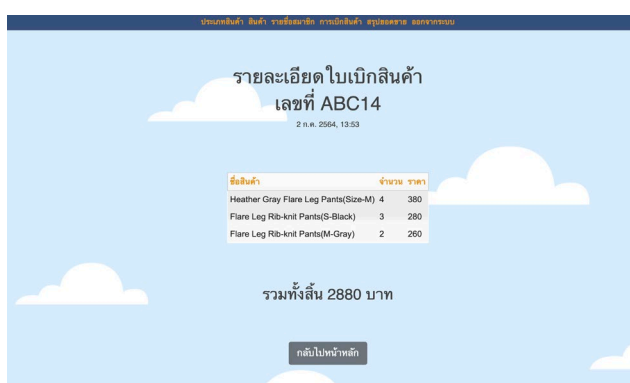 ประเภทสินค้า สินค้า รายชื่อสมาชิก การเบิกสินค้า สรุปยอดขาย ออกจากระบบ
รายละเอียดใบเบิกสินค้า
เลขที่ ABC14
2 ก.ค. 2564, 13:53
ชื่อสินค้า จำนวน ราคา
Heather Gray Flare Leg Pants(Size-M) 4 380
Flare Leg Rib-knit Pants(S-Black) 3 280
Flare Leg Rib-knit Pants(M-Gray) 2 260
รวมทั้งสิ้น 2880 บาท
กลับไปหน้าหลัก